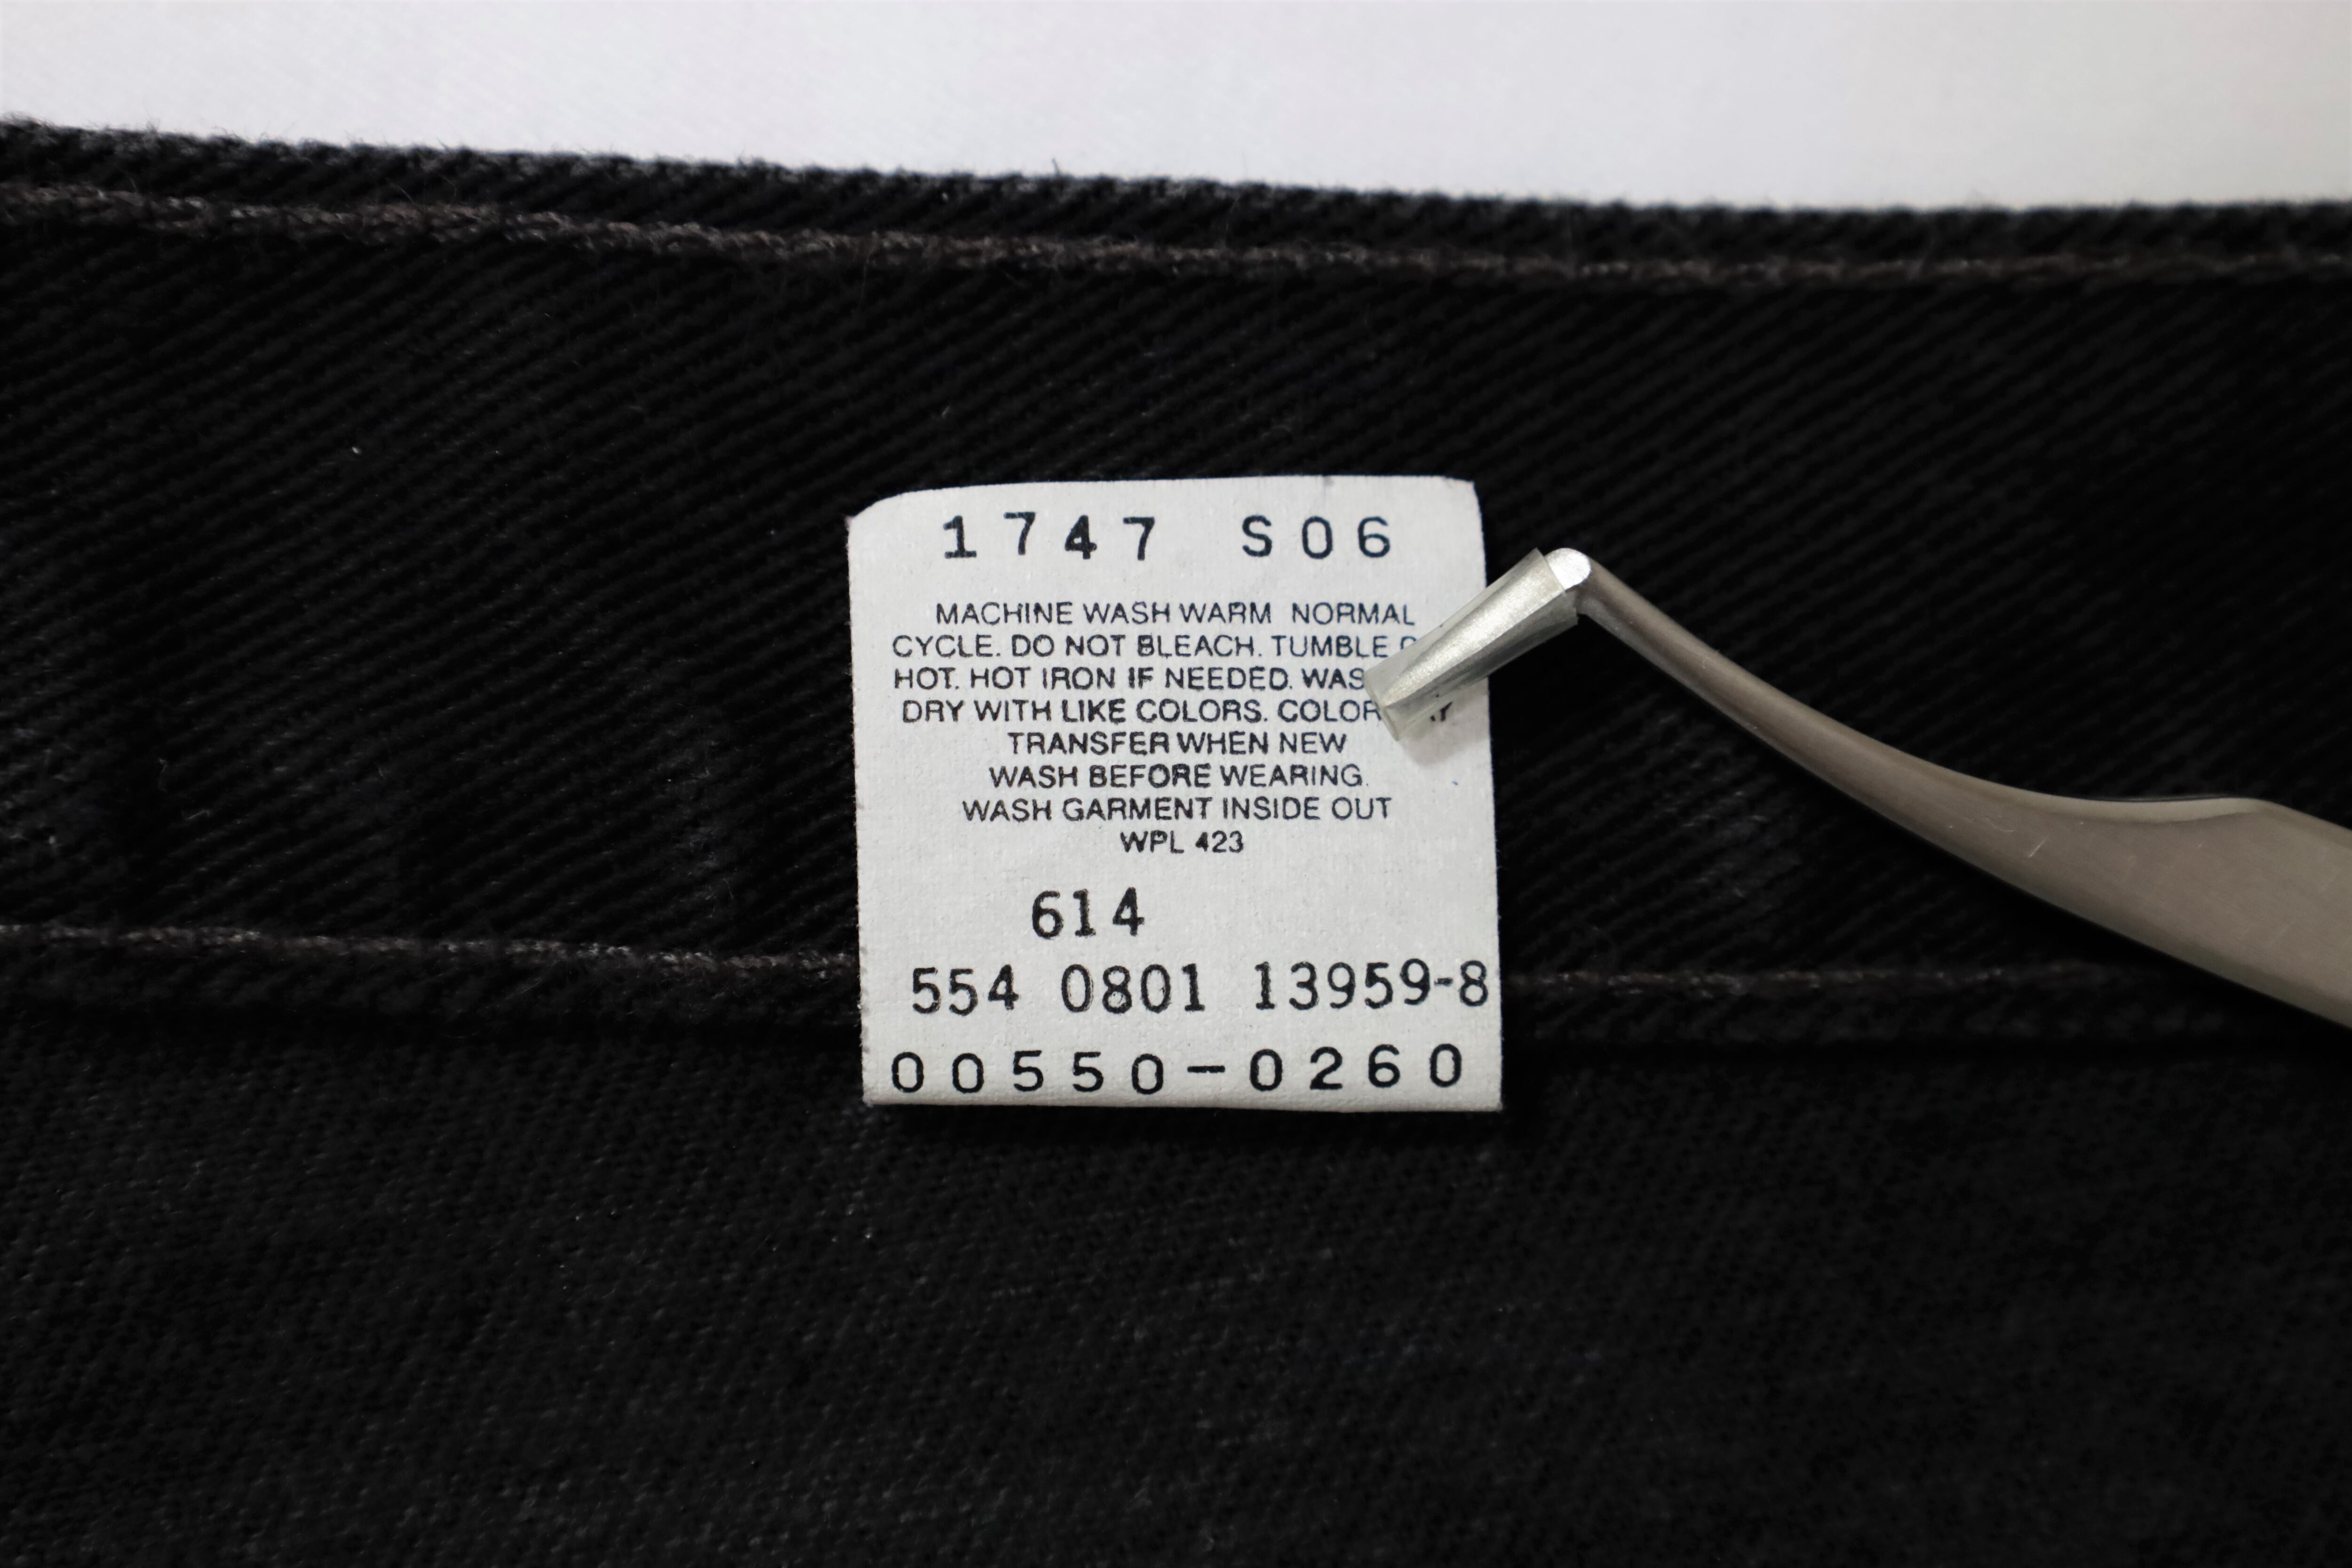 1747 S06
MACHINE WASH WARM NORMAL
CYCLE. DO NOT BLEACH. TUMBLE
HOT. HOT IRON IF NEEDED.
DRY WITH LIKE COLORS.
TRANSFER WHEN NEW
WASH BEFORE WEARING.
WASH GARMENT INSIDE OUT
WPL 423
614
554 0801 13959-8
00550-0260